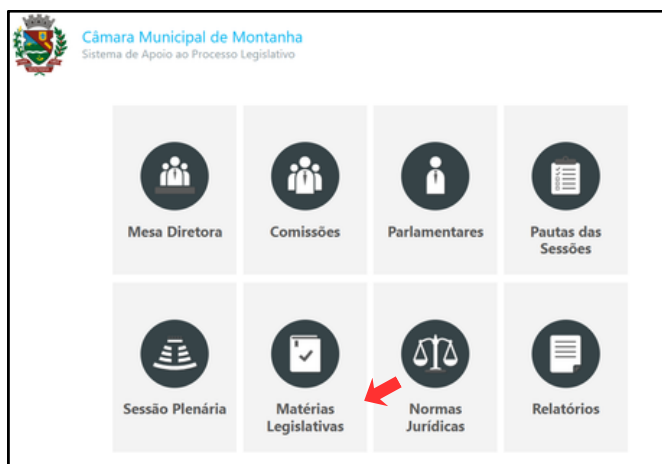 Câmara Municipal de Montanha
Sistema de Apoio ao Processo Legislativo
Mesa Diretora
Comissões
Parlamentares
Pautas das
Sessões
Sessão Plenária
Matérias
Legislativas
Normas
Jurídicas
Relatórios